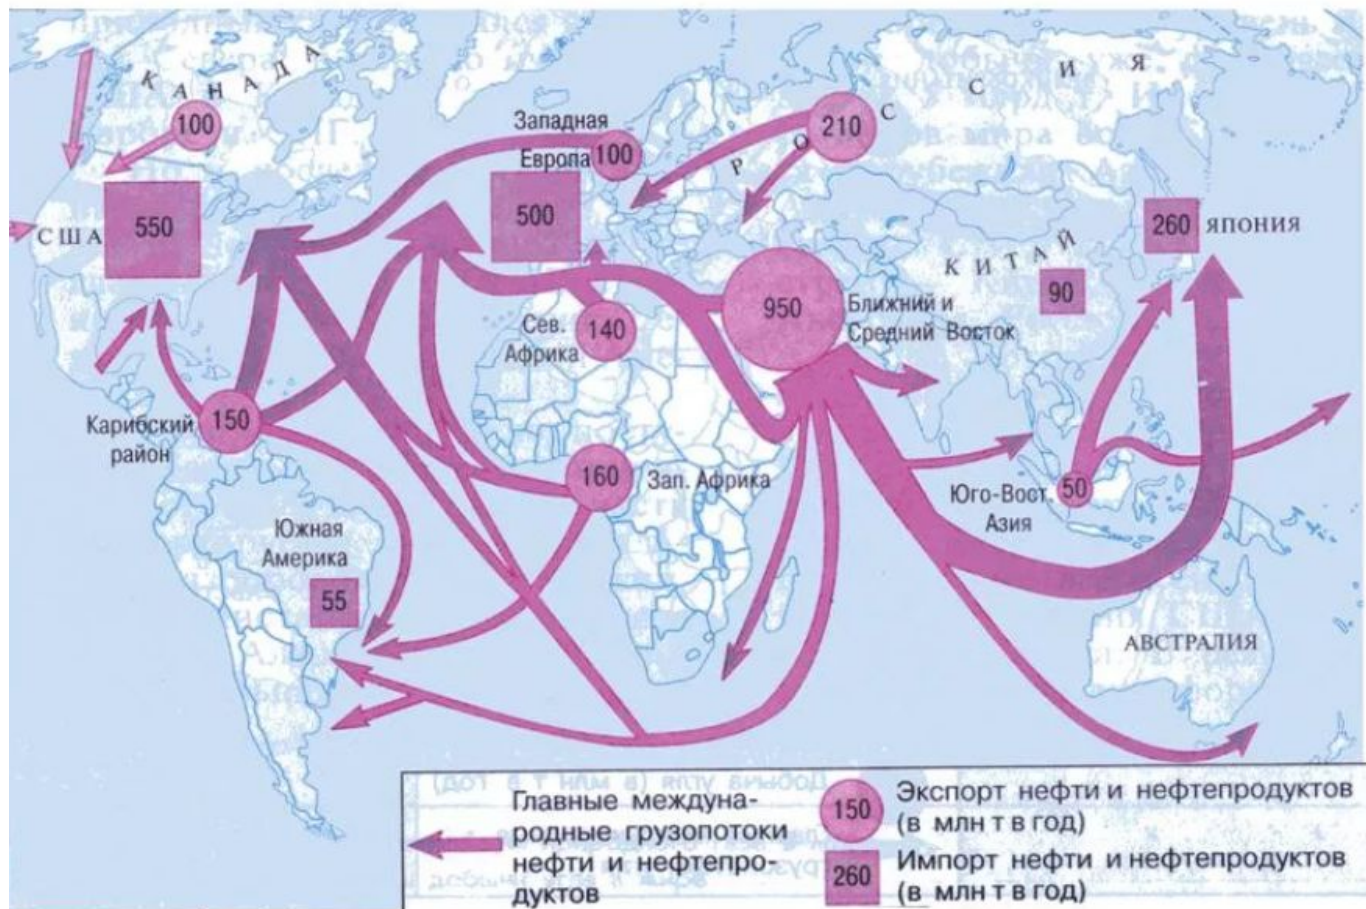 КАНАДА
100
США
550
Западная
Европа
100
500
РОССИЯ
210
260
ЯПОНИЯ
КИТАЙ
90
950
Ближний и
Средний Восток
Сев.
Африка
140
Карибский
район
150
160
Зап. Африка
Юго-Вост.
Азия
50
Южная
Америка
55
АВСТРАЛИЯ
Главные междуна-
родные грузопотоки
нефти и нефтепро-
дуктов
150
Экспорт нефти и нефтепродуктов
(в млн т в год)
260
Импорт нефти и нефтепродуктов
(в млн т в год)